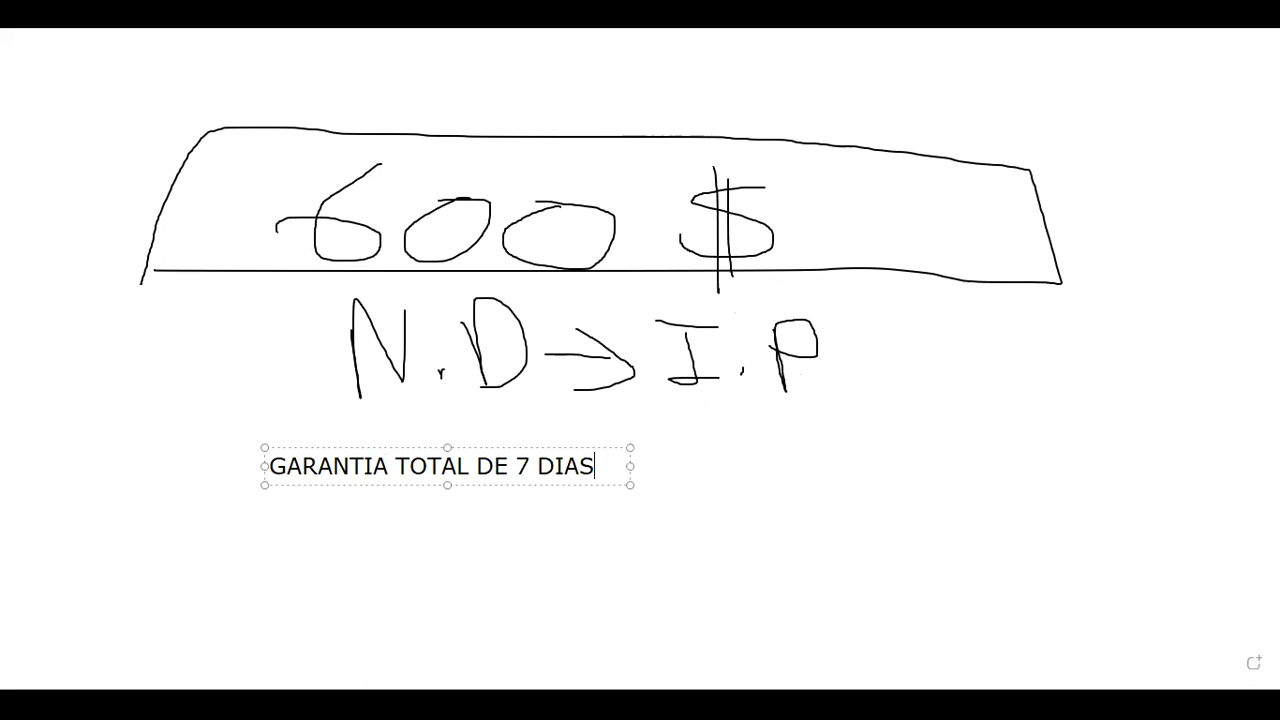 600 $
N.D → I.P
GARANTIA TOTAL DE 7 DIAS